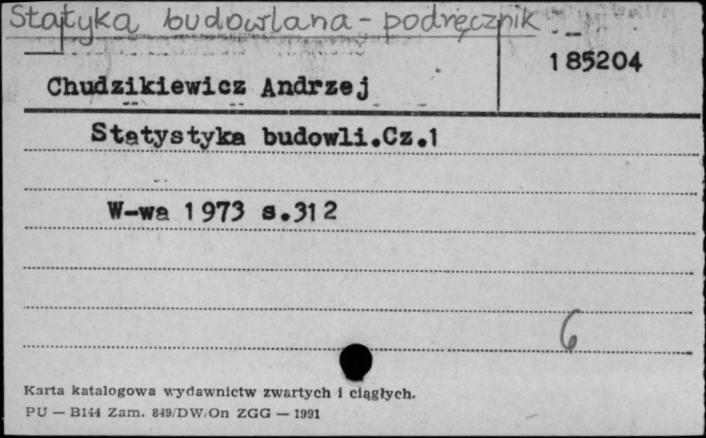 Statyka budowlana - podręcznik
185204
Chudzikiewicz Andrzej
Statystyka budowli.Cz.1
W-wa 1973 s.312
6
Karta katalogowa wydawnictw zwartych i ciągłych.
PU — B144 Zam. 849/DW/On ZGG — 1991